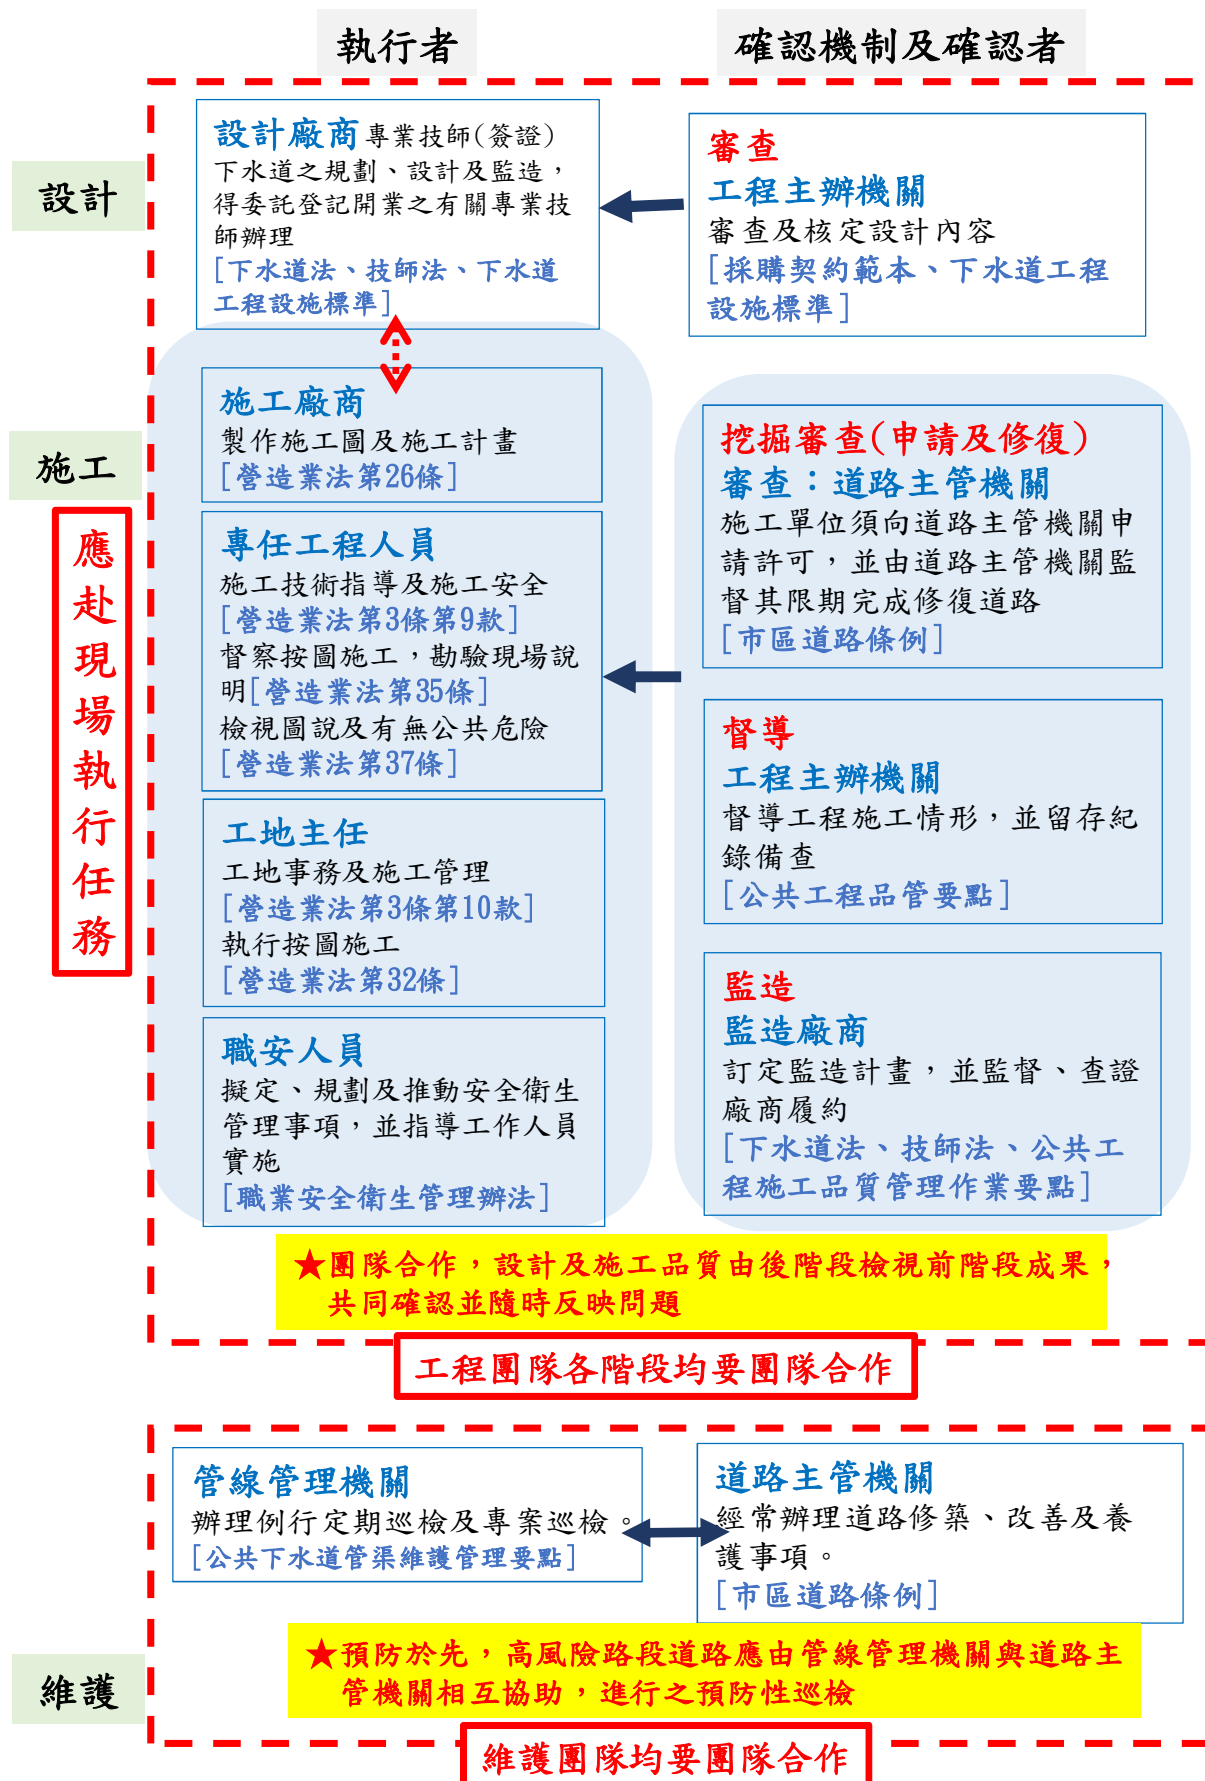 執行者
確認機制及確認者
設計
設計廠商專業技師(簽證)
下水道之規劃、設計及監造，
得委託登記開業之有關專業技
師辦理
[下水道法、技師法、下水道
工程設施標準]
審查
工程主辦機關
審查及核定設計內容
[採購契約範本、下水道工程
設施標準]
施工
應赴現場執行任務
施工廠商
製作施工圖及施工計畫
[營造業法第26條]
專任工程人員
施工技術指導及施工安全
[營造業法第3條第9款]
督察按圖施工，勘驗現場說
明[營造業法第35條]
檢視圖說及有無公共危險
[營造業法第37條]
工地主任
工地事務及施工管理
[營造業法第3條第10款]
執行按圖施工
[營造業法第32條]
職安人員
擬定、規劃及推動安全衛生
管理事項，並指導工作人員
實施
[職業安全衛生管理辦法]
挖掘審查(申請及修復)
審查：道路主管機關
施工單位須向道路主管機關申
請許可，並由道路主管機關監
督其限期完成修復道路
[市區道路條例]
督導
工程主辦機關
督導工程施工情形，並留存紀
錄備查
[公共工程品管要點]
監造
監造廠商
訂定監造計畫，並監督、查證
廠商履約
[下水道法、技師法、公共工
程施工品質管理作業要點]
★團隊合作，設計及施工品質由後階段檢視前階段成果，
共同確認並隨時反映問題
工程團隊各階段均要團隊合作
維護
管線管理機關
辦理例行定期巡檢及專案巡檢。
[公共下水道管渠維護管理要點]
道路主管機關
經常辦理道路修築、改善及養
護事項。
[市區道路條例]
★預防於先，高風險路段道路應由管線管理機關與道路主
管機關相互協助，進行之預防性巡檢
維護團隊均要團隊合作